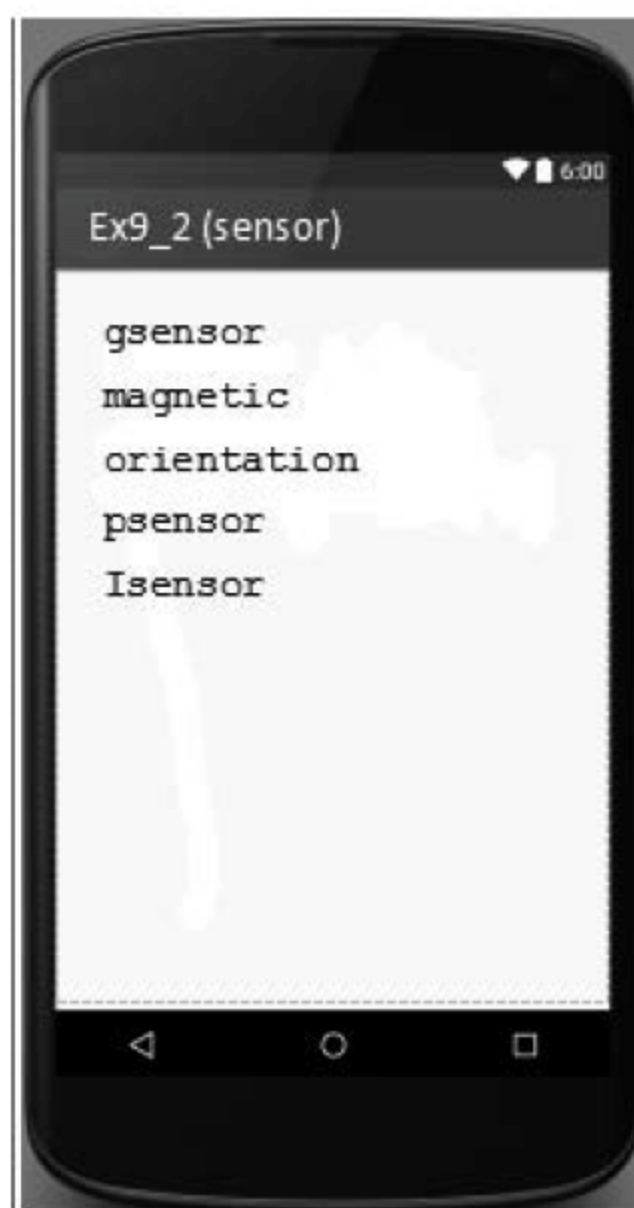 6:00
Ex9_2 (sensor)
gsensor
magnetic
orientation
psensor
Isensor